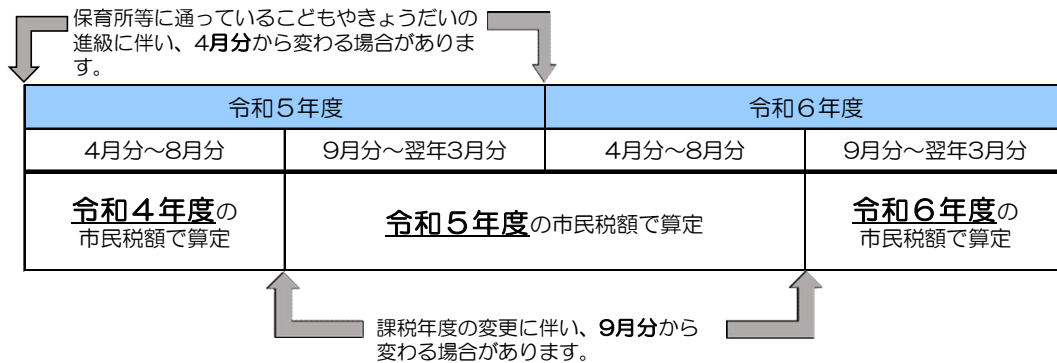 保育所等に通っているこどもやきょうだいの
進級に伴い、4月分から変わる場合がありま
す。
令和5年度
令和6年度
4月分～8月分
9月分～翌年3月分
4月分～8月分
9月分～翌年3月分
令和4年度の
市民税額で算定
令和5年度の市民税額で算定
令和6年度の
市民税額で算定
課税年度の変更に伴い、9月分から
変わる場合があります。